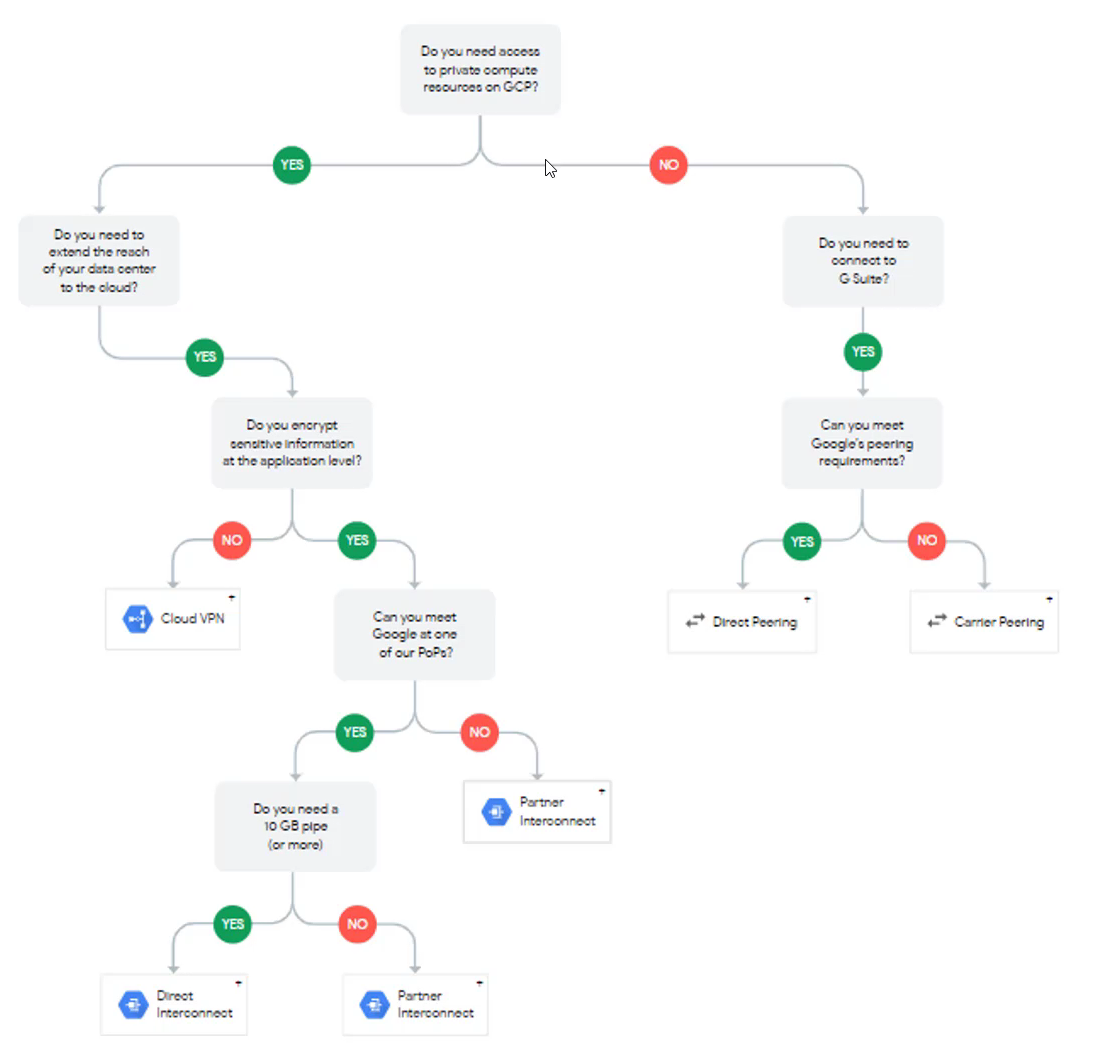 Do you need access
to private compute
resources on GCP?
YES
NO
Do you need to
extend the reach
of your data center
to the cloud?
Do you need to
connect to
G Suite?
YES
YES
Do you encrypt
sensitive information
at the application level?
Can you meet
Google's peering
requirements?
NO
YES
YES
NO
Cloud VPN
Can you meet
Google at one
of our PoPs?
Direct Peering
Carrier Peering
YES
NO
Do you need a
10 GB pipe
(or more)
Partner
Interconnect
YES
NO
Direct
Interconnect
Partner
Interconnect